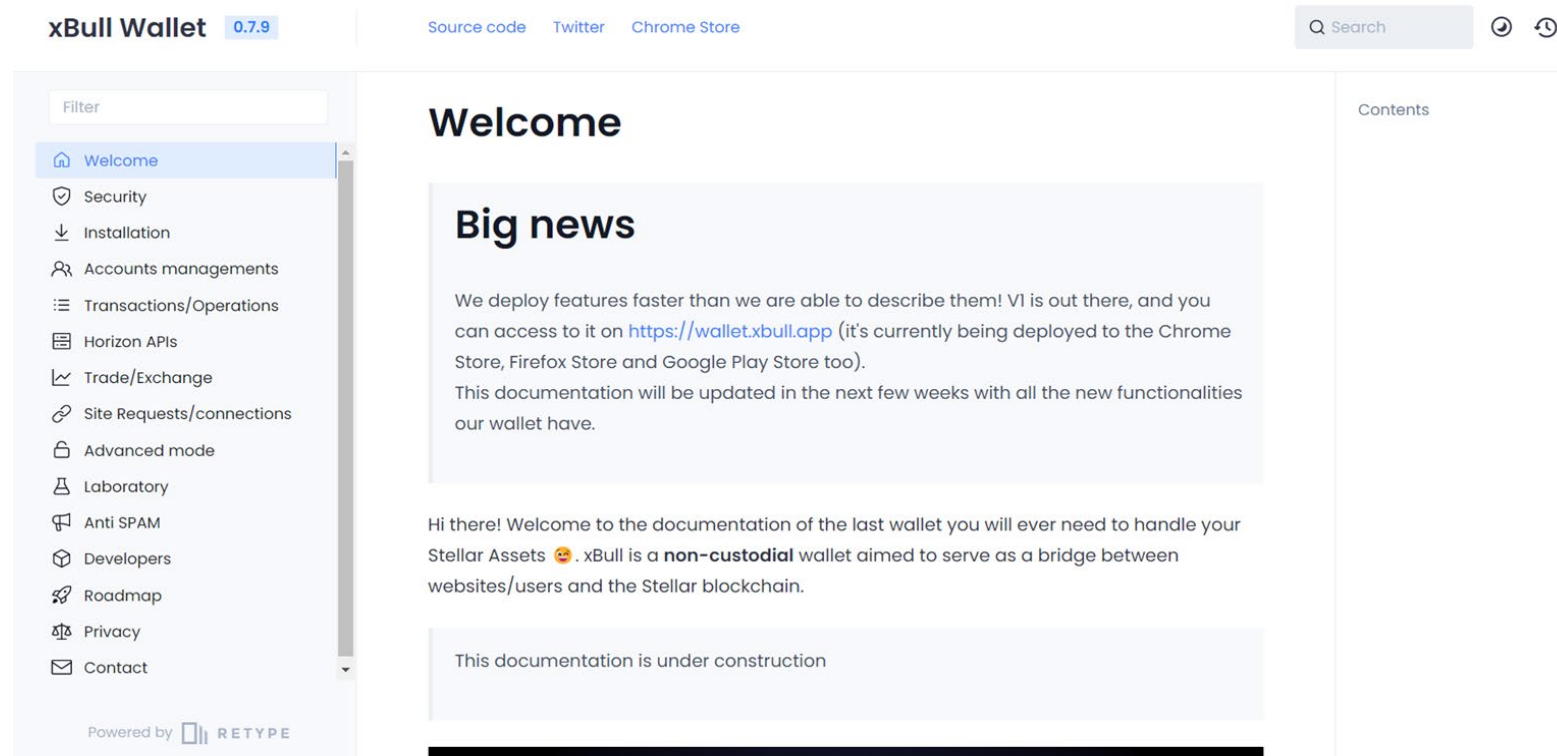 xBull Wallet 0.7.9
Source code Twitter Chrome Store
Search
Filter
Welcome
Security
Installation
Accounts managements
Transactions/Operations
Horizon APIs
Trade/Exchange
Site Requests/connections
Advanced mode
Laboratory
Anti SPAM
Developers
Roadmap
Privacy
Contact
Powered by RETYPE
Welcome
Big news
We deploy features faster than we are able to describe them! V1 is out there, and you
can access to it on https://wallet.xbull.app (it's currently being deployed to the Chrome
Store, Firefox Store and Google Play Store too).
This documentation will be updated in the next few weeks with all the new functionalities
our wallet have.
Hi there! Welcome to the documentation of the last wallet you will ever need to handle your
Stellar Assets 😅. xBull is a non-custodial wallet aimed to serve as a bridge between
websites/users and the Stellar blockchain.
This documentation is under construction
Contents